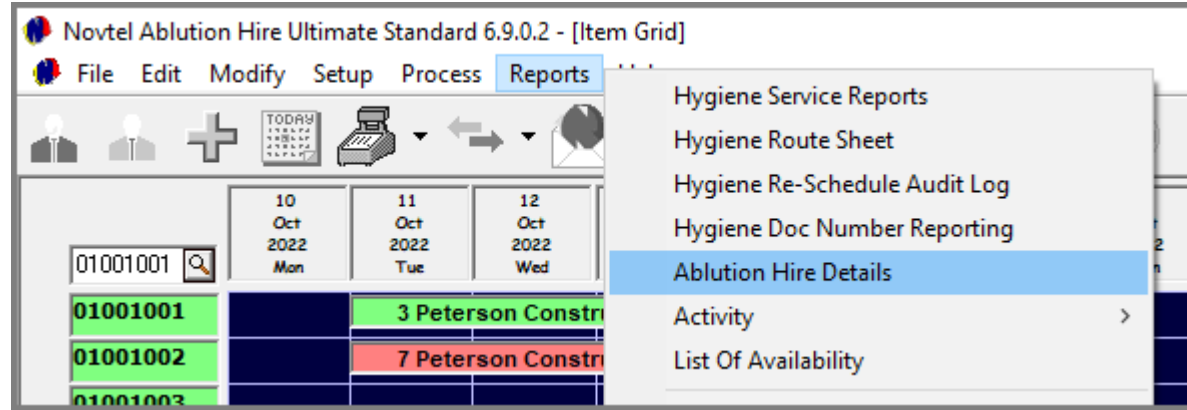 Novtel Ablution Hire Ultimate Standard 6.9.0.2 - [Item Grid]
File Edit Modify Setup Process Reports
Hygiene Service Reports
Hygiene Route Sheet
Hygiene Re-Schedule Audit Log
Hygiene Doc Number Reporting
Ablution Hire Details
Activity
List Of Availability
TODAY
01001001
10 Oct 2022 Mon
11 Oct 2022 Tue
12 Oct 2022 Wed
01001001 3 Peterson Constr
01001002 7 Peterson Constr
01001003